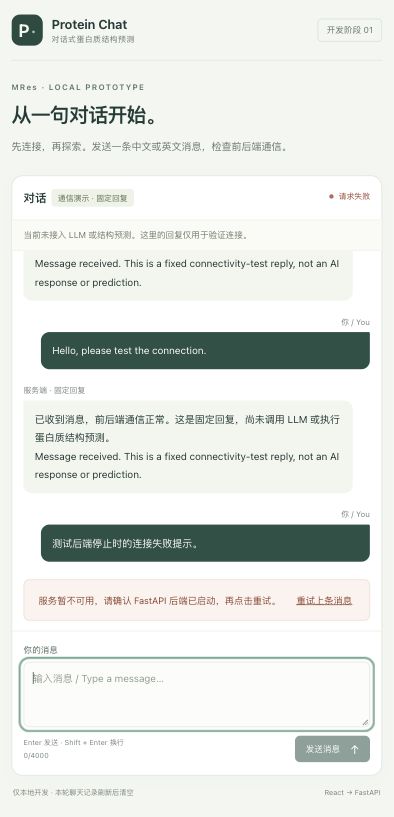 P·
Protein Chat
对话式蛋白质结构预测
开发阶段 01
MRes · LOCAL PROTOTYPE
从一句对话开始。
先连接，再探索。发送一条中文或英文消息，检查前后端通信。
对话
通信演示 · 固定回复
请求失败
当前未接入 LLM 或结构预测。这里的回复仅用于验证连接。
Message received. This is a fixed connectivity-test reply, not an AI
response or prediction.
你 / You
Hello, please test the connection.
服务端 · 固定回复
已收到消息，前后端通信正常。这是固定回复，尚未调用 LLM 或执行
蛋白质结构预测。
Message received. This is a fixed connectivity-test reply, not an AI
response or prediction.
你 / You
测试后端停止时的连接失败提示。
服务暂不可用，请确认 FastAPI 后端已启动，再点击重试。
重试上条消息
你的消息
输入消息 / Type a message...
Enter 发送 · Shift + Enter 换行
0/4000
发送消息 ↑
仅本地开发 · 本轮聊天记录刷新后清空
React → FastAPI